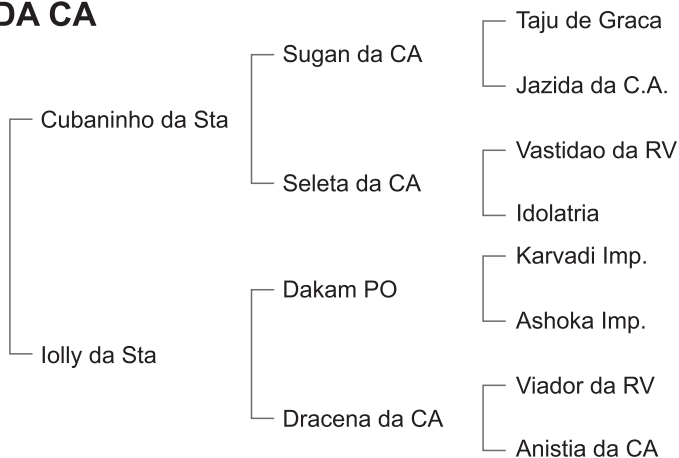 DA CA
Taju de Graca
Sugan da CA
Jazida da C.A.
Cubaninho da Sta
Vastidao da RV
Seleta da CA
Idolatria
Karvadi Imp.
Dakam PO
Ashoka Imp.
Iolly da Sta
Viador da RV
Dracena da CA
Anistia da CA